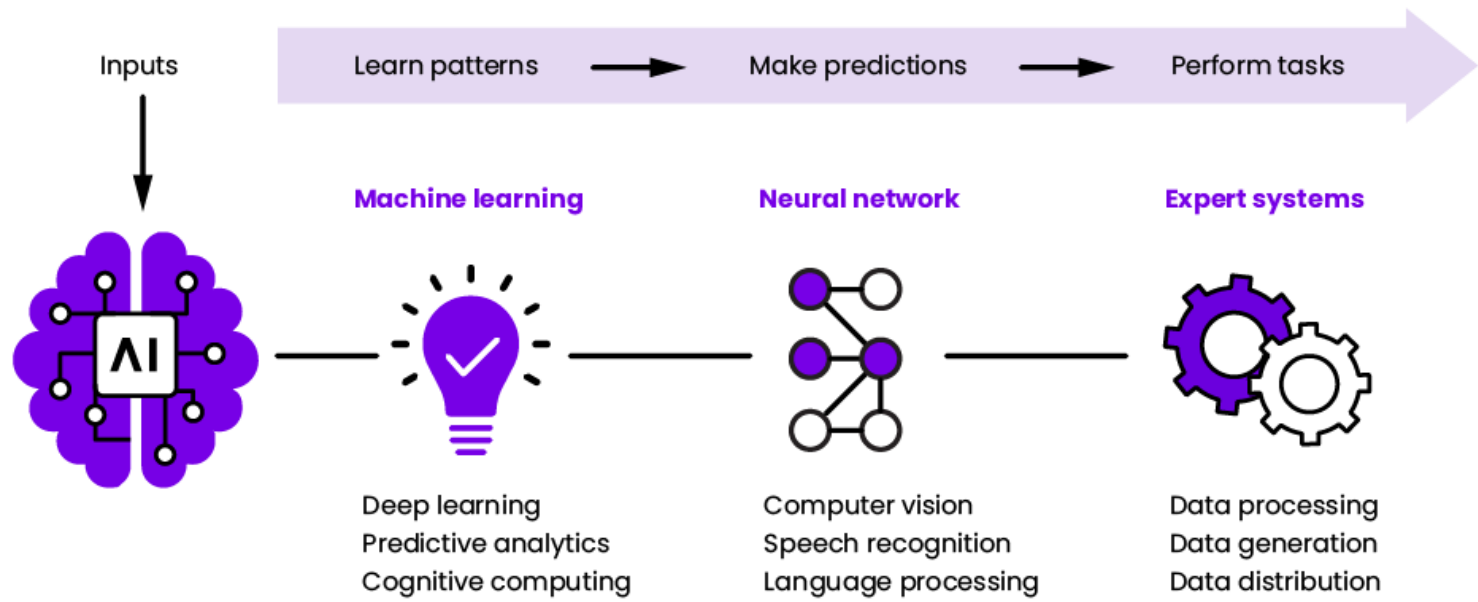 Inputs
Learn patterns
Make predictions
Perform tasks
Machine learning
Neural network
Expert systems
AI
Deep learning
Predictive analytics
Cognitive computing
Computer vision
Speech recognition
Language processing
Data processing
Data generation
Data distribution